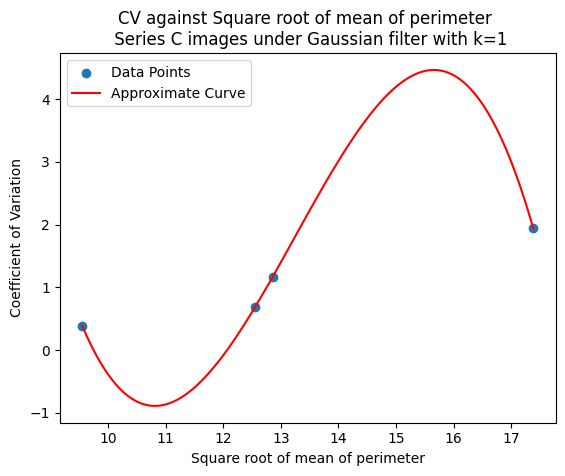 CV against Square root of mean of perimeter
Series C images under Gaussian filter with k=1
Data Points
Approximate Curve
Coefficient of Variation
4
3
2
1
0
−1
10 11 12 13 14 15 16 17
Square root of mean of perimeter